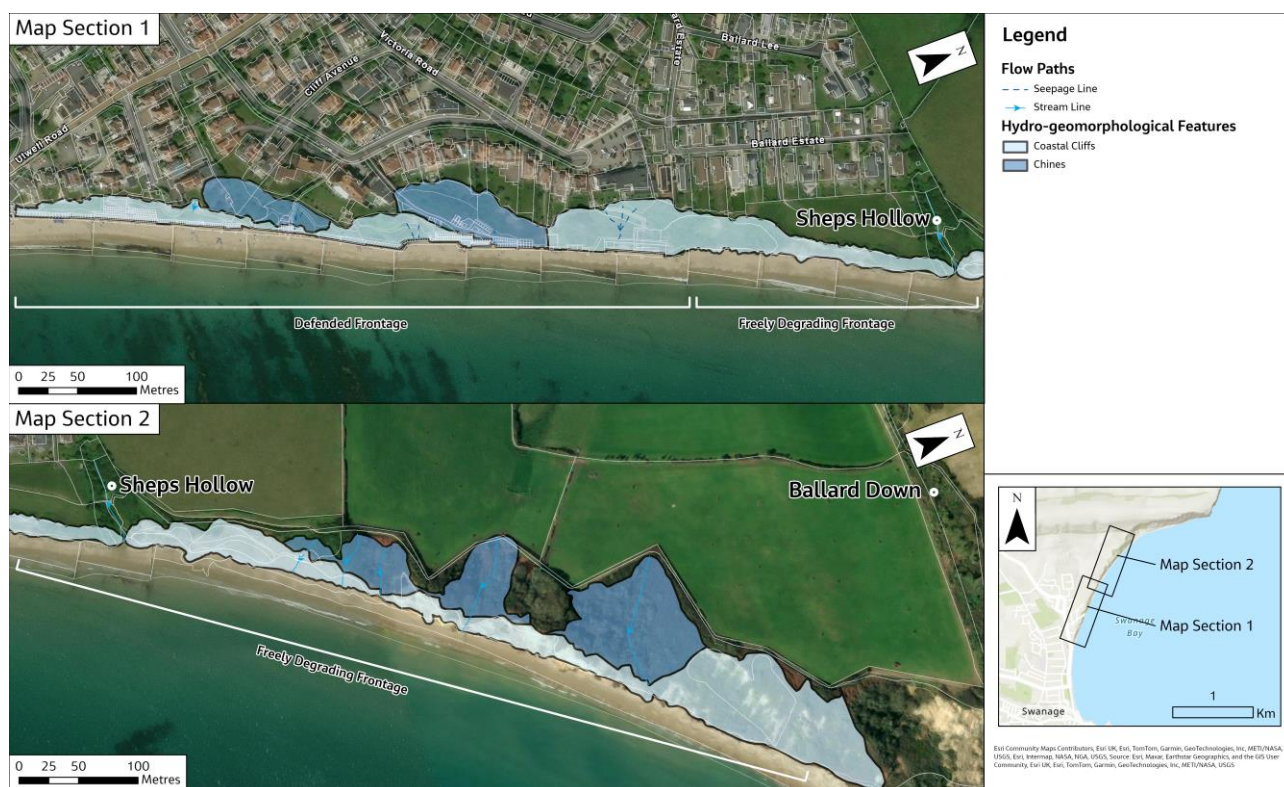 Map Section 1
Ulwell Road
Cliff Avenue
Victoria Road
Ballard Estate
Ballard Lee
Ballard Estate
N
Sheps Hollow
Defended Frontage
Freely Degrading Frontage
0 25 50 100
Metres
Map Section 2
Sheps Hollow
Ballard Down
N
Freely Degrading Frontage
0 25 50 100
Metres
Legend
Flow Paths
Seepage Line
Stream Line
Hydro-geomorphological Features
Coastal Cliffs
Chines
N
Map Section 2
Map Section 1
Swanage
Bay
Swanage
1
Km
Esri Community Maps Contributors, Esri UK, Esri, TomTom, Garmin, GeoTechnologies, Inc, METI/NASA,
USGS, Esri, Intermap, NASA, NGA, USGS, Source: Esri, Maxar, Earthstar Geographics, and the GIS User
Community, Esri UK, Esri, TomTom, Garmin, GeoTechnologies, Inc, METI/NASA, USGS